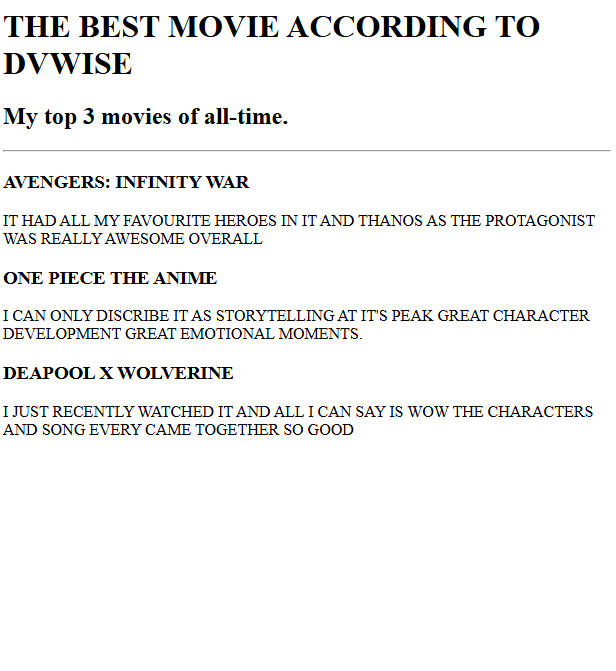 THE BEST MOVIE ACCORDING TO
DVWISE
My top 3 movies of all-time.
AVENGERS: INFINITY WAR
IT HAD ALL MY FAVOURITE HEROES IN IT AND THANOS AS THE PROTAGONIST
WAS REALLY AWESOME OVERALL
ONE PIECE THE ANIME
I CAN ONLY DISCRIBE IT AS STORYTELLING AT IT'S PEAK GREAT CHARACTER
DEVELOPMENT GREAT EMOTIONAL MOMENTS.
DEAPOOL X WOLVERINE
I JUST RECENTLY WATCHED IT AND ALL I CAN SAY IS WOW THE CHARACTERS
AND SONG EVERY CAME TOGETHER SO GOOD